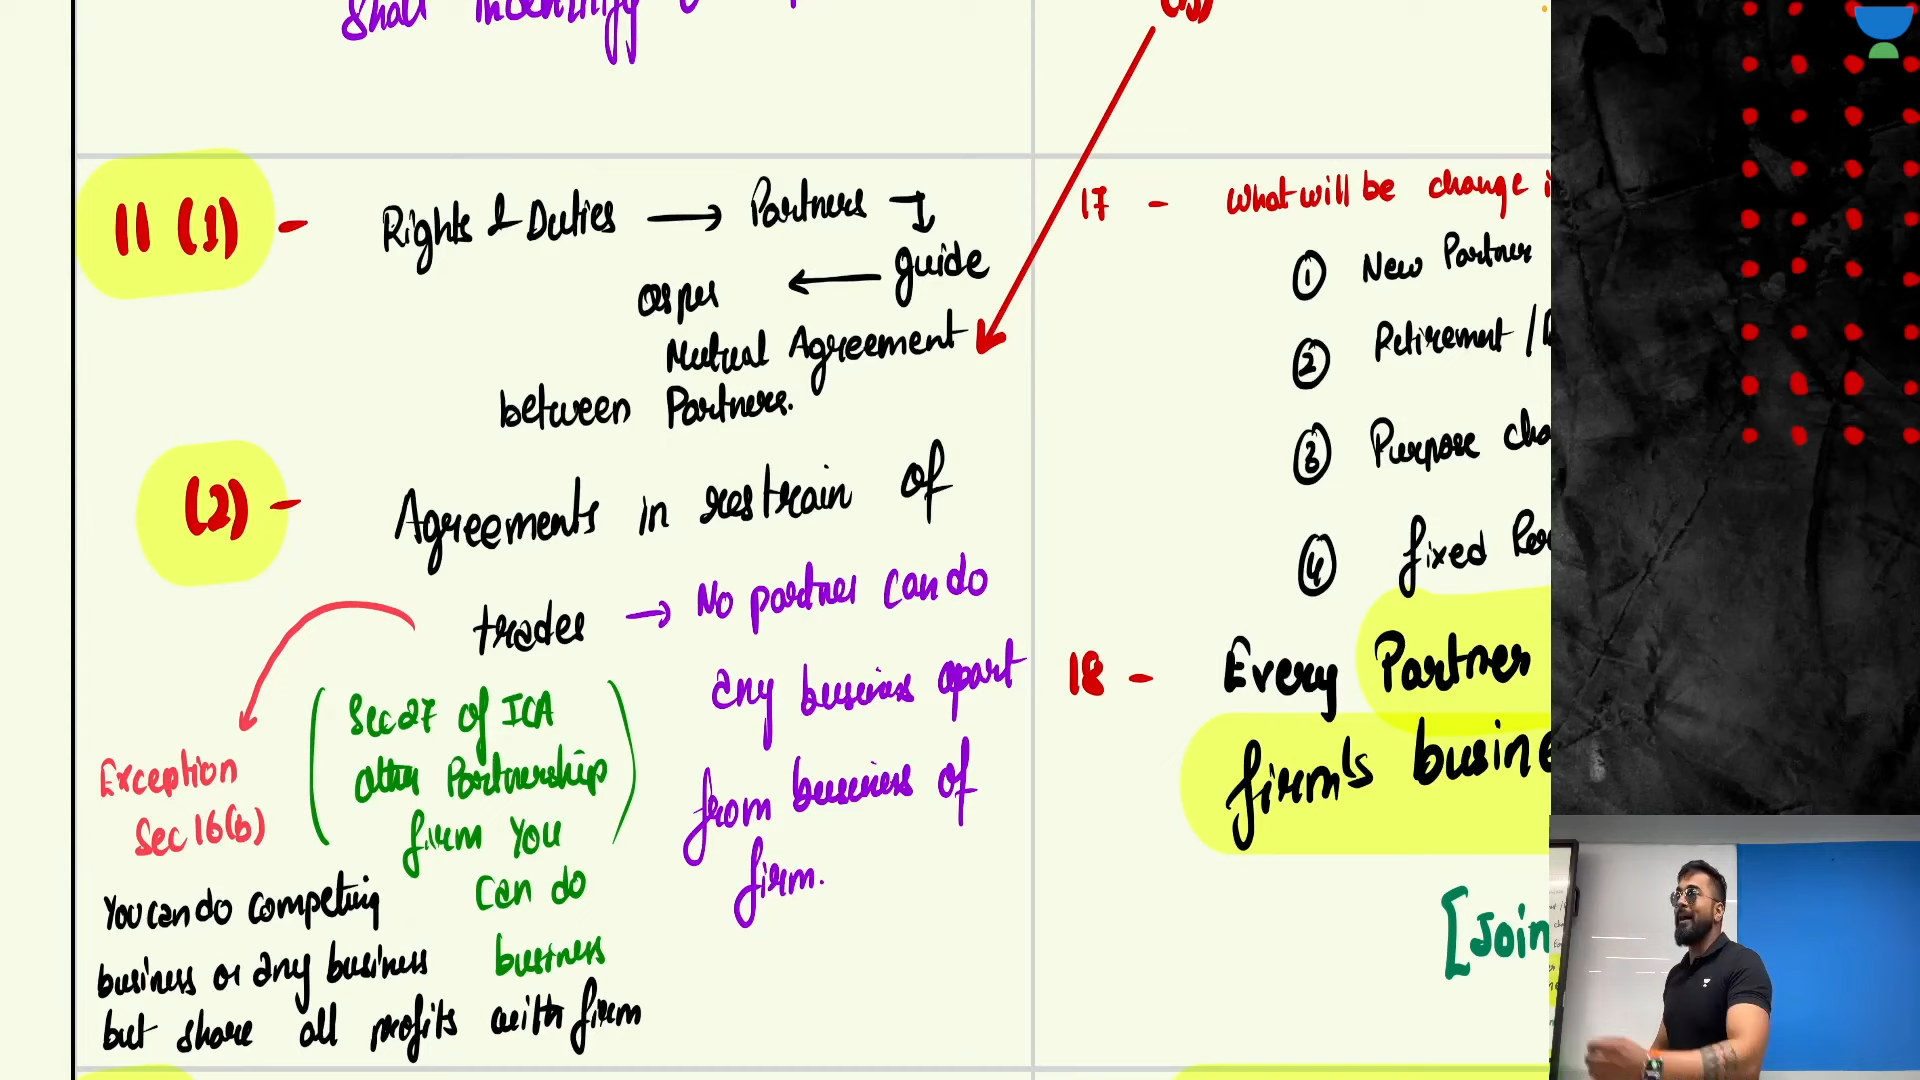 shall indemnify
11 (1) - Rights & Duties → Partners
guide
as per
Mutual Agreement
between Partners.
(2) - Agreements in restrain of
trades → No partner can do
any business apart
from business of
firm.
(Sec 27 of ICA
other Partnership
firm You
can do
business)
Exception
Sec 16(b)
You can do competing
business or any business
but share all profits with firm
17 - What will be change i
① New Partner
② Retirement /
③ Purpose cha
④ fixed
18 - Every Partner
firm's busine
[Join